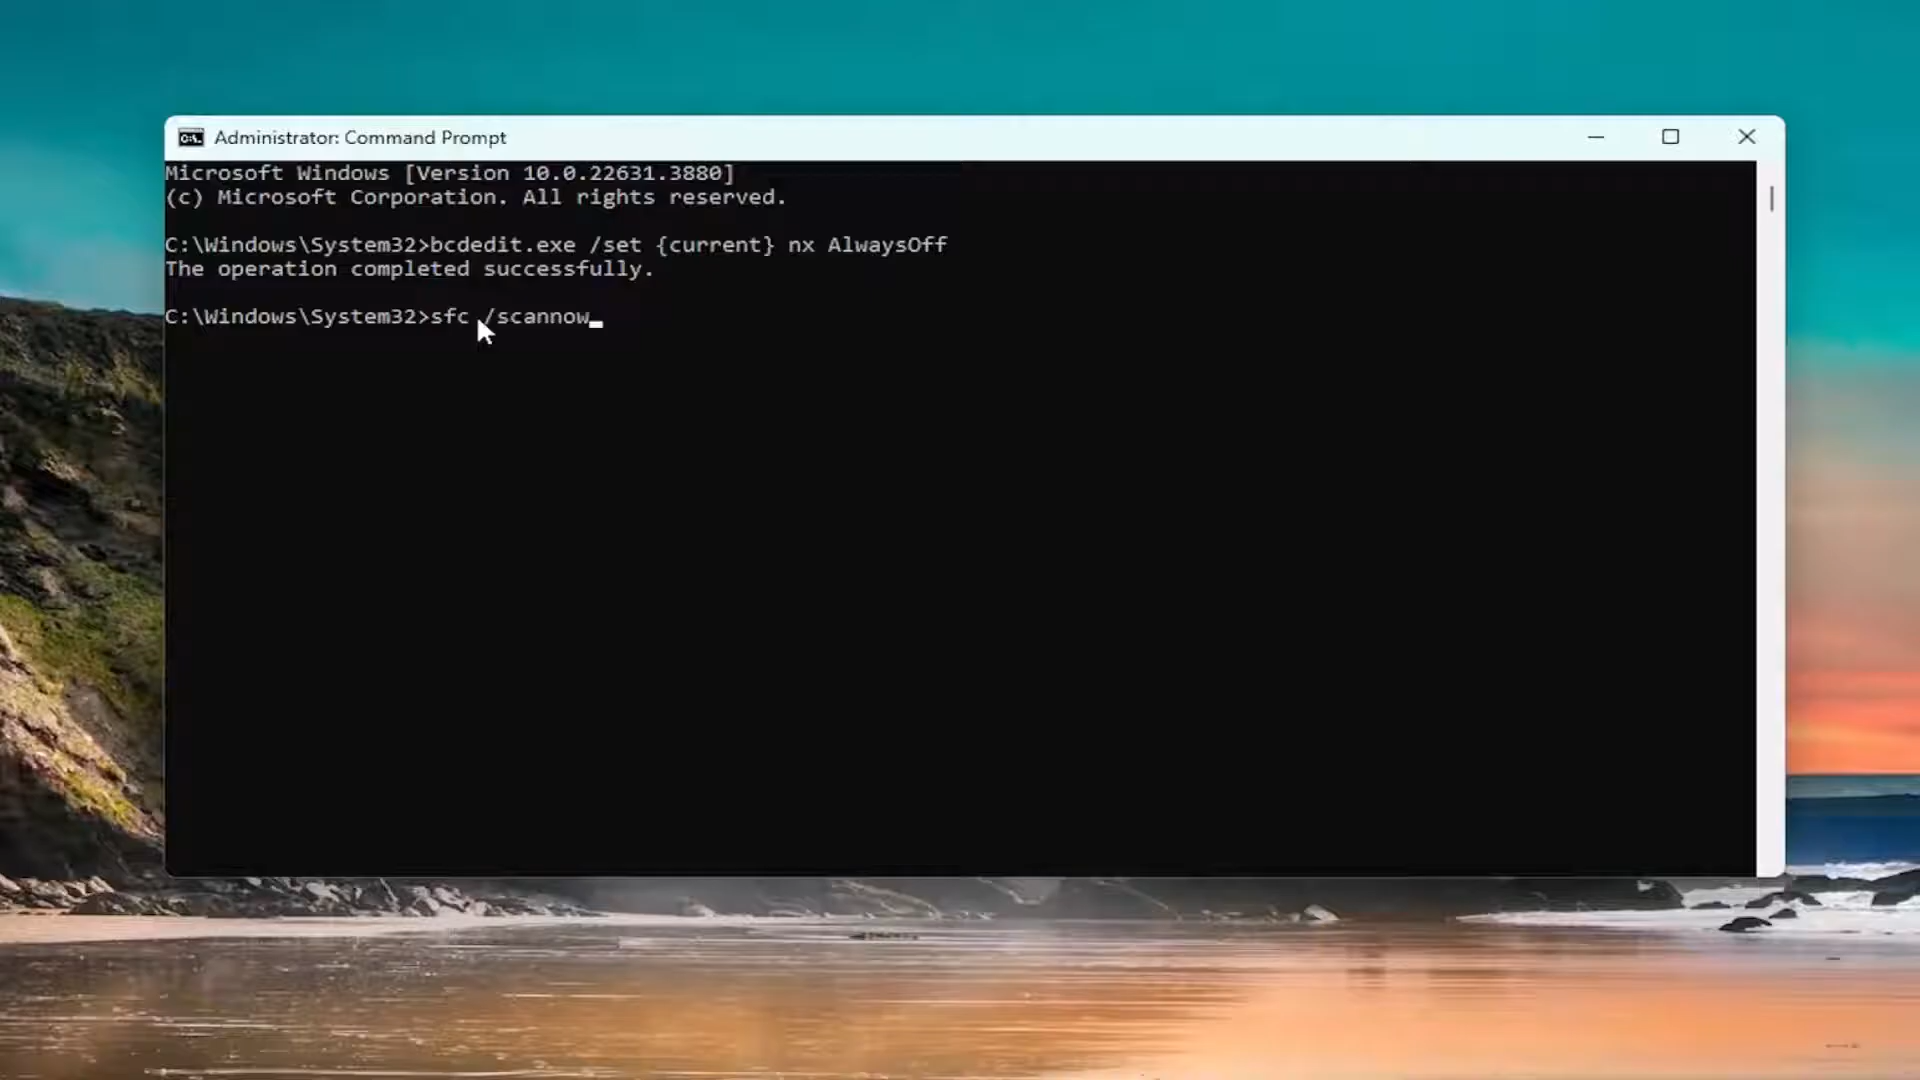 Administrator: Command Prompt
Microsoft Windows [Version 10.0.22631.3880]
(c) Microsoft Corporation. All rights reserved.
C:\Windows\System32>bcdedit.exe /set {current} nx AlwaysOff
The operation completed successfully.
C:\Windows\System32>sfc /scannow